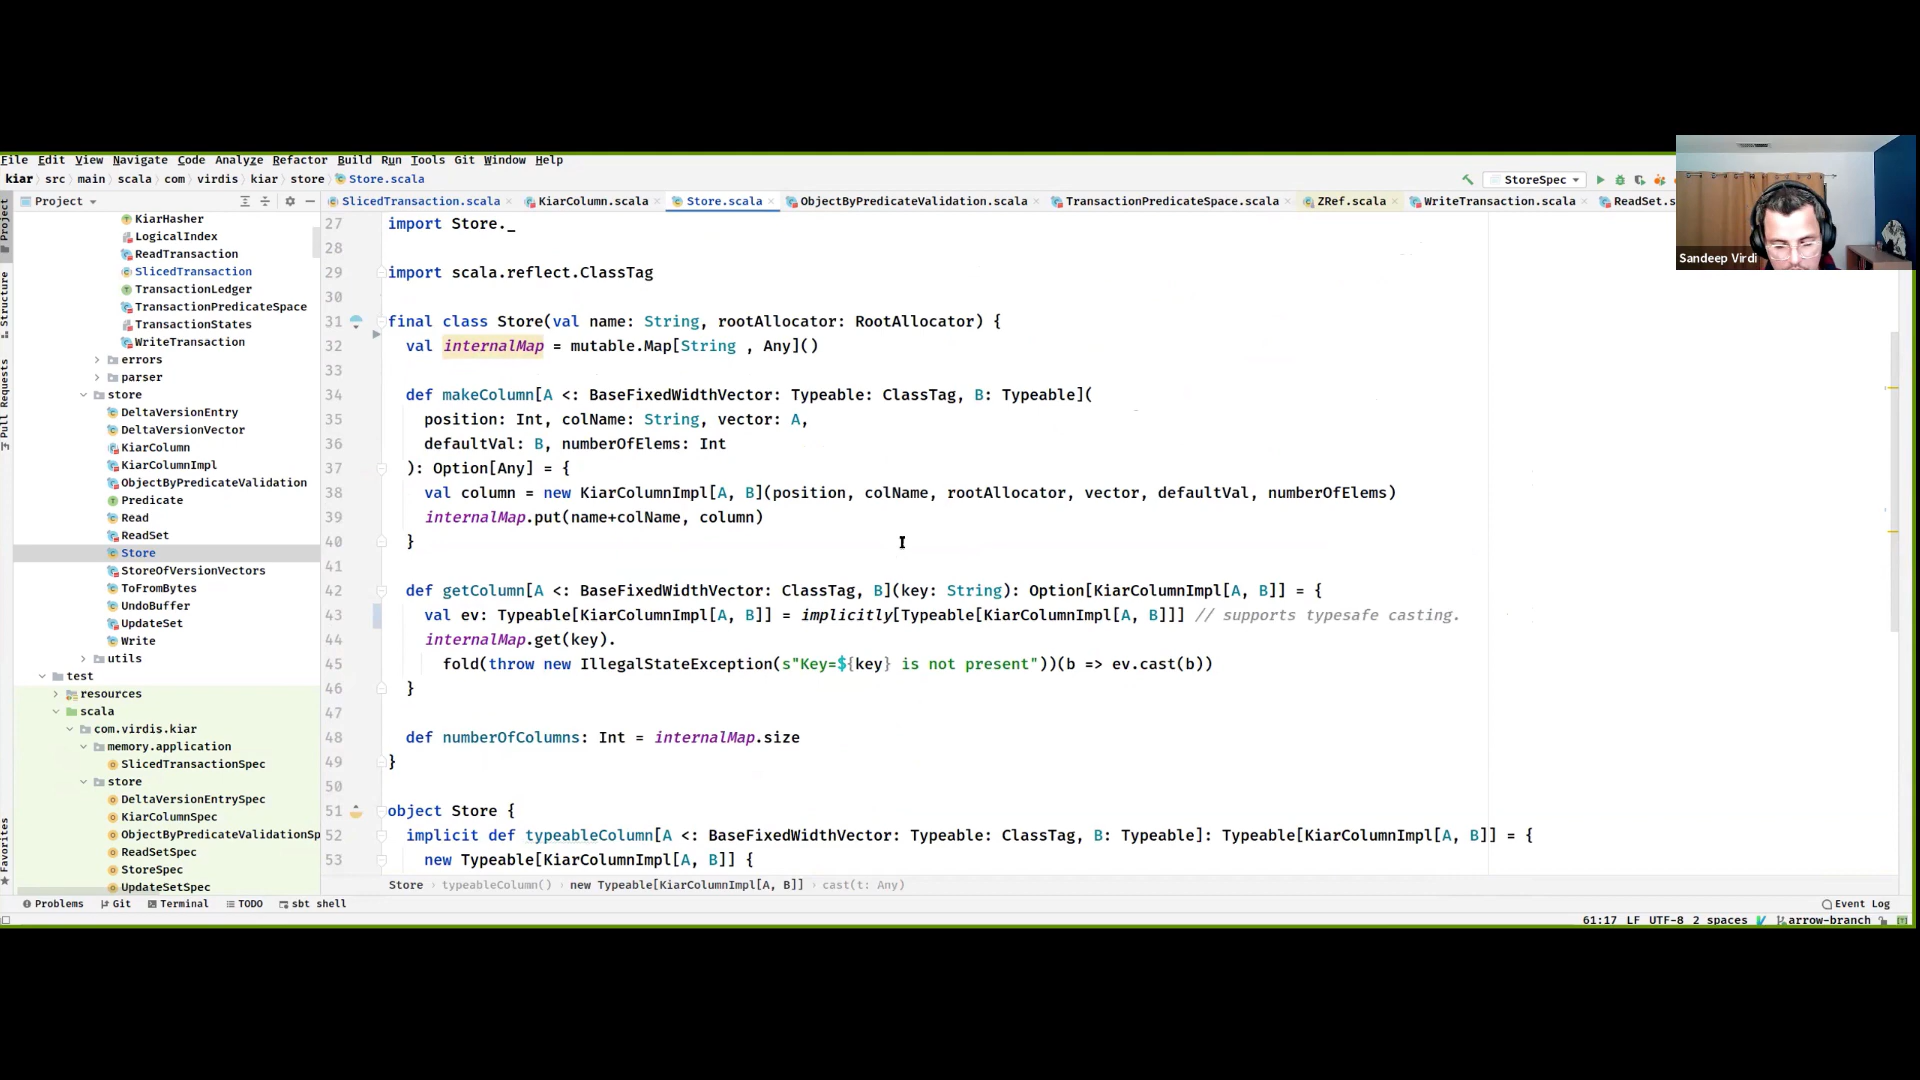 File Edit View Navigate Code Analyze Refactor Build Run Tools Git Window Help
kiar src main scala com virdis kiar store Store.scala
StoreSpec
Project
SlicedTransaction.scala KiarColumn.scala Store.scala ObjectByPredicateValidation.scala TransactionPredicateSpace.scala ZRef.scala WriteTransaction.scala ReadSet.s
Sandeep Virdi
Project
Structure
Pull Requests
Favorites
KiarHasher
LogicalIndex
ReadTransaction
SlicedTransaction
TransactionLedger
TransactionPredicateSpace
TransactionStates
WriteTransaction
errors
parser
store
DeltaVersionEntry
DeltaVersionVector
KiarColumn
KiarColumnImpl
ObjectByPredicateValidation
Predicate
Read
ReadSet
Store
StoreOfVersionVectors
ToFromBytes
UndoBuffer
UpdateSet
Write
utils
test
resources
scala
com.virdis.kiar
memory.application
SlicedTransactionSpec
store
DeltaVersionEntrySpec
KiarColumnSpec
ObjectByPredicateValidationSp
ReadSetSpec
StoreSpec
UpdateSetSpec
27 import Store._
28
29 import scala.reflect.ClassTag
30
31 final class Store(val name: String, rootAllocator: RootAllocator) {
32 val internalMap = mutable.Map[String , Any]()
33
34 def makeColumn[A <: BaseFixedWidthVector: Typeable: ClassTag, B: Typeable](
35 position: Int, colName: String, vector: A,
36 defaultVal: B, numberOfElems: Int
37 ): Option[Any] = {
38 val column = new KiarColumnImpl[A, B](position, colName, rootAllocator, vector, defaultVal, numberOfElems)
39 internalMap.put(name+colName, column)
40 }
41
42 def getColumn[A <: BaseFixedWidthVector: ClassTag, B](key: String): Option[KiarColumnImpl[A, B]] = {
43 val ev: Typeable[KiarColumnImpl[A, B]] = implicitly[Typeable[KiarColumnImpl[A, B]]] // supports typesafe casting.
44 internalMap.get(key).
45 fold(throw new IllegalStateException(s"Key=${key} is not present"))(b => ev.cast(b))
46 }
47
48 def numberOfColumns: Int = internalMap.size
49 }
50
51 object Store {
52 implicit def typeableColumn[A <: BaseFixedWidthVector: Typeable: ClassTag, B: Typeable]: Typeable[KiarColumnImpl[A, B]] = {
53 new Typeable[KiarColumnImpl[A, B]] {
Store typeableColumn() new Typeable[KiarColumnImpl[A, B]] cast(t: Any)
Problems Git Terminal TODO sbt shell Event Log
61:17 LF UTF-8 2 spaces arrow-branch